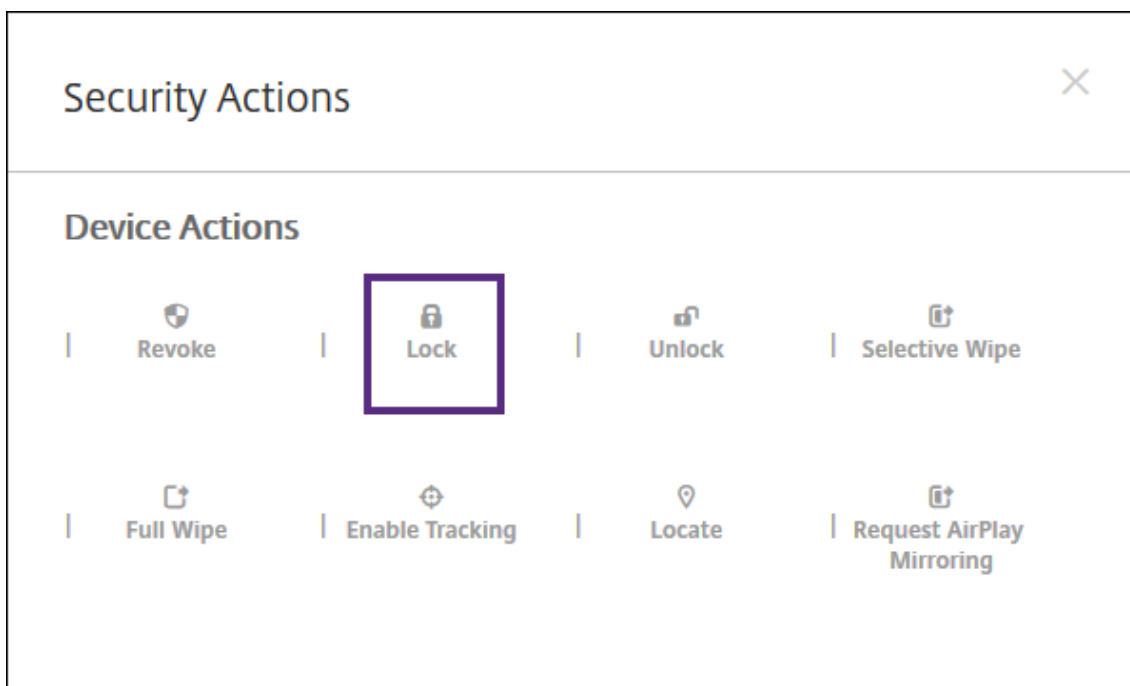 Security Actions
Device Actions
Revoke
Lock
Unlock
Selective Wipe
Full Wipe
Enable Tracking
Locate
Request AirPlay
Mirroring